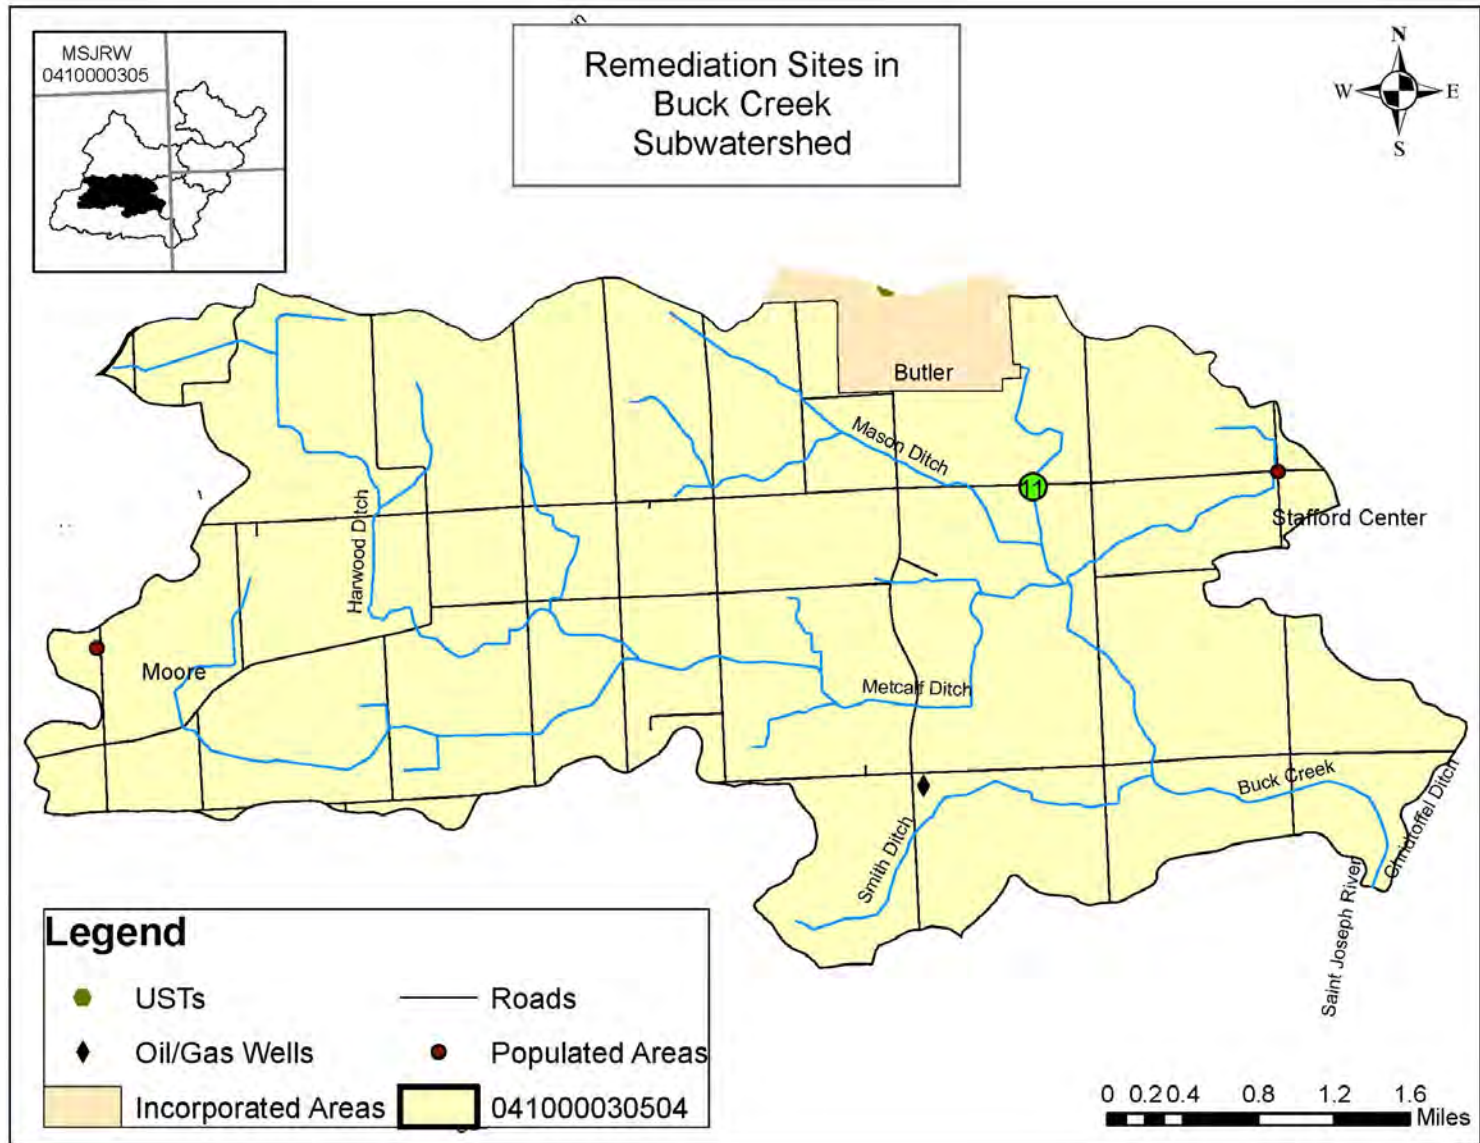 MSJRW
0410000305
Remediation Sites in
Buck Creek
Subwatershed
N
W E
S
Butler
Mason Ditch
11
Stafford Center
Harwood Ditch
Moore
Metcalf Ditch
Buck Creek
Christoffel Ditch
Smith Ditch
Saint Joseph River
Legend
USTs
Roads
Oil/Gas Wells
Populated Areas
Incorporated Areas
041000030504
0 0.20.4 0.8 1.2 1.6
Miles